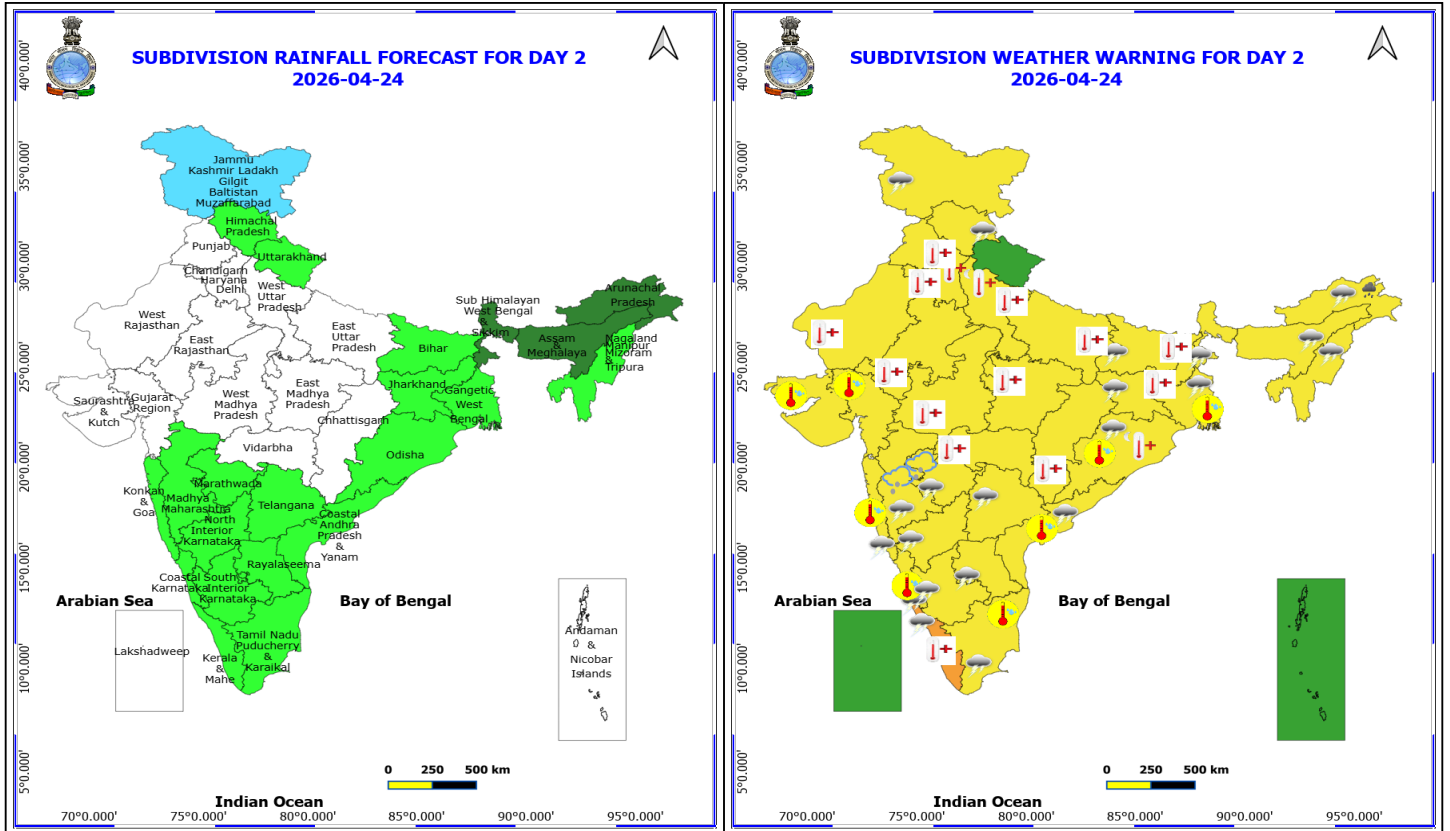 SUBDIVISION RAINFALL FORECAST FOR DAY 2
2026-04-24
40°0.000'
35°0.000'
30°0.000'
25°0.000'
20°0.000'
15°0.000'
10°0.000'
5°0.000'
Jammu
Kashmir Ladakh
Gilgit
Baltistan
Muzaffarabad
Himachal
Pradesh
Punjab
Uttarakhand
Chandigarh
Haryana
Delhi
West
Uttar
Pradesh
West
Rajasthan
East
Rajasthan
East
Uttar
Pradesh
Sub Himalayan
West Bengal
&
Sikkim
Arunachal
Pradesh
Assam
&
Meghalaya
Nagaland
Manipur
Mizoram
&
Tripura
Bihar
Jharkhand
Gangetic
West
Bengal
Saurashtra
&
Kutch
Gujarat
Region
West
Madhya
Pradesh
East
Madhya
Pradesh
Chhattisgarh
Vidarbha
Odisha
Konkan
&
Goa
Marathwada
Madhya
Maharashtra
North
Interior
Karnataka
Telangana
Coastal
Andhra
Pradesh
&
Yanam
Rayalaseema
Coastal
Karnataka
South
Interior
Karnataka
Arabian Sea
Bay of Bengal
Lakshadweep
Kerala
&
Mahe
Tamil Nadu
Puducherry
&
Karaikal
Andaman
&
Nicobar
Islands
0 250 500 km
Indian Ocean
70°0.000' 75°0.000' 80°0.000' 85°0.000' 90°0.000' 95°0.000'
SUBDIVISION WEATHER WARNING FOR DAY 2
2026-04-24
40°0.000'
35°0.000'
30°0.000'
25°0.000'
20°0.000'
15°0.000'
10°0.000'
5°0.000'
Arabian Sea
Bay of Bengal
0 250 500 km
Indian Ocean
70°0.000' 75°0.000' 80°0.000' 85°0.000' 90°0.000' 95°0.000'